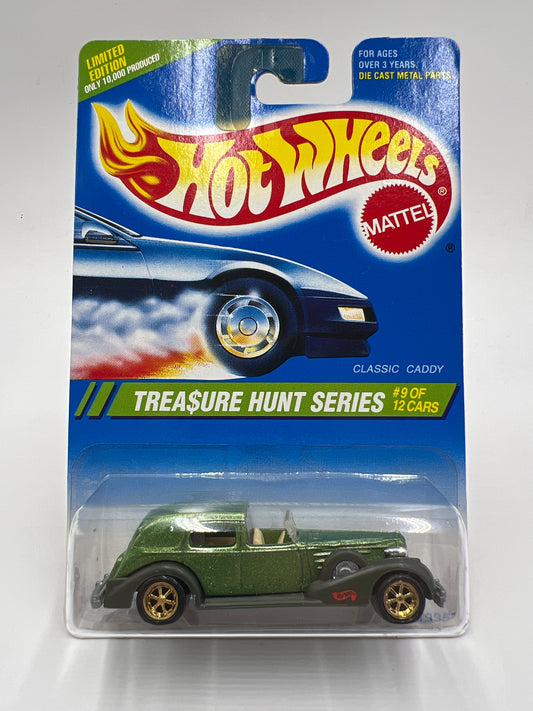 LIMITED
EDITION
ONLY 10,000 PRODUCED
FOR AGES
OVER 3 YEARS.
DIE CAST METAL PARTS
HOT WHEELS ®
MATTEL
®
CLASSIC CADDY
TREA$URE HUNT SERIES
#9 OF
12 CARS